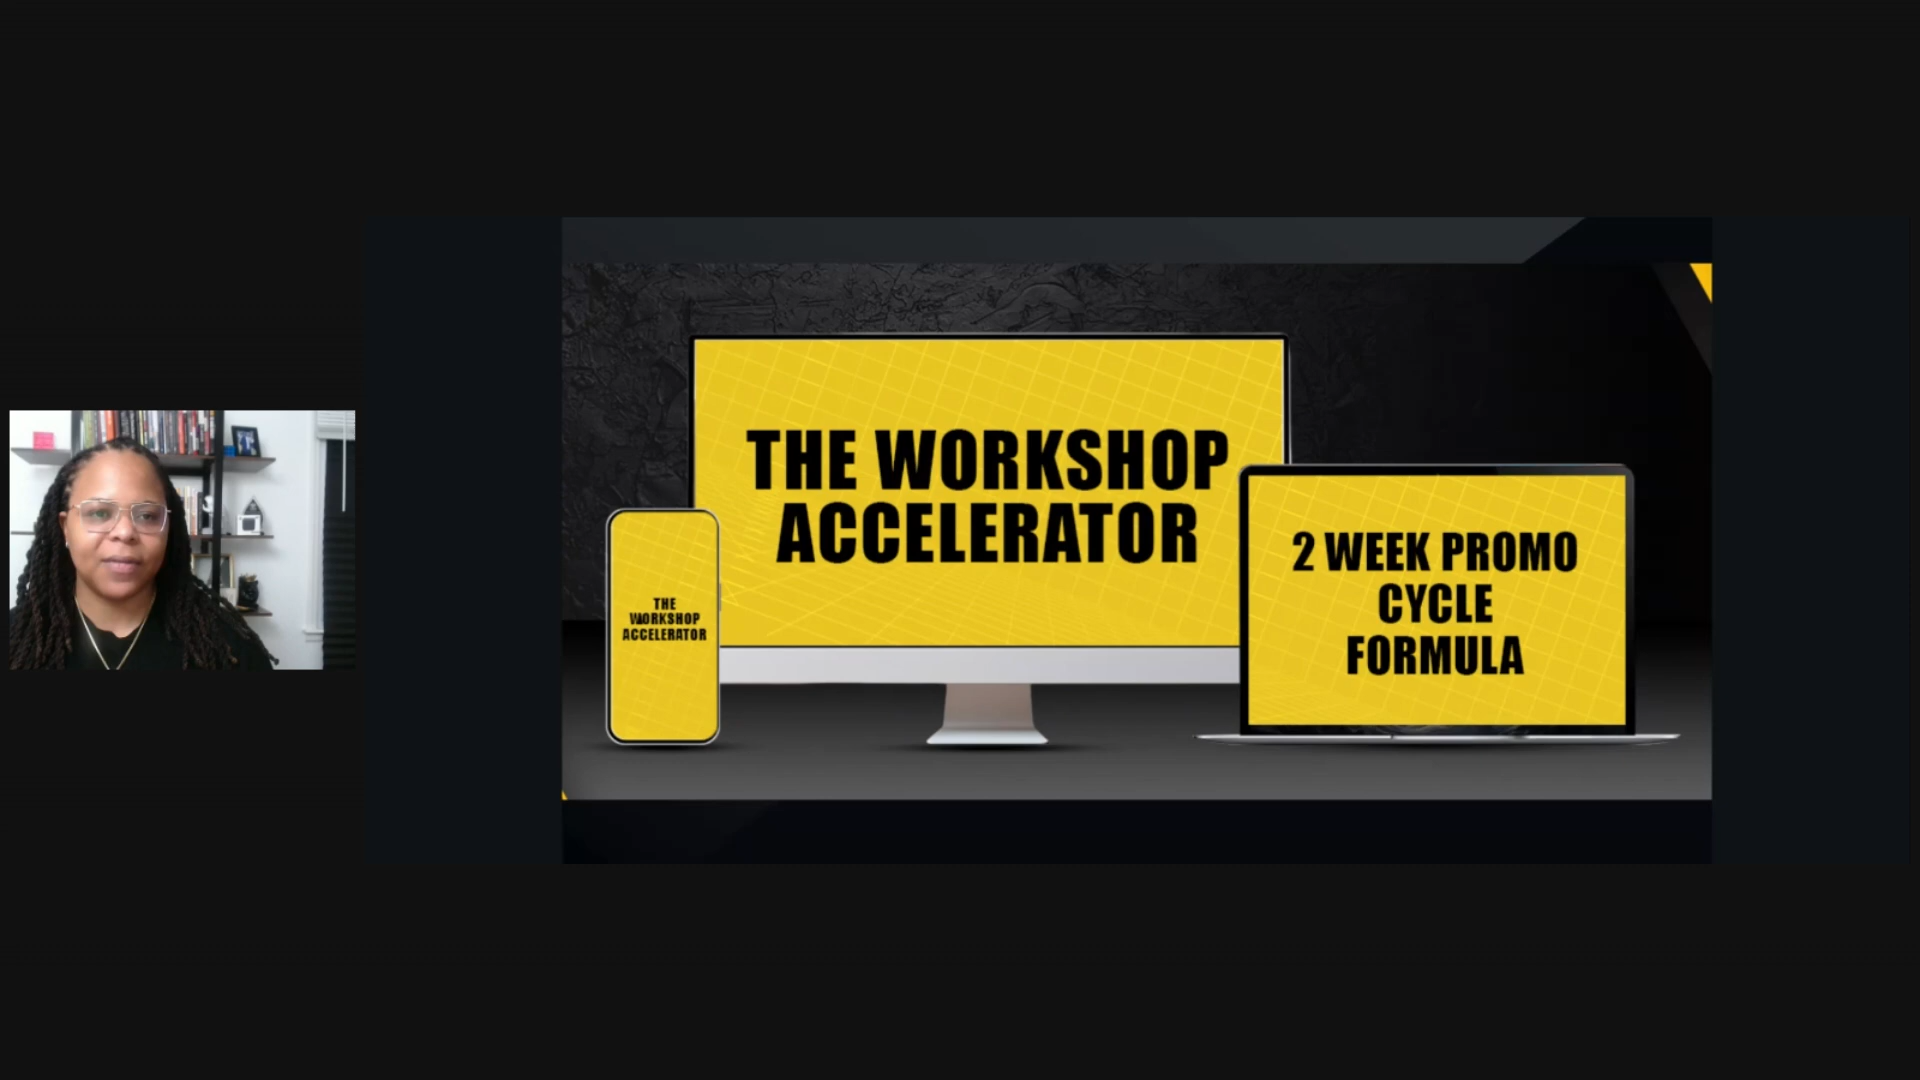 THE WORKSHOP
ACCELERATOR
THE
WORKSHOP
ACCELERATOR
2 WEEK PROMO
CYCLE
FORMULA